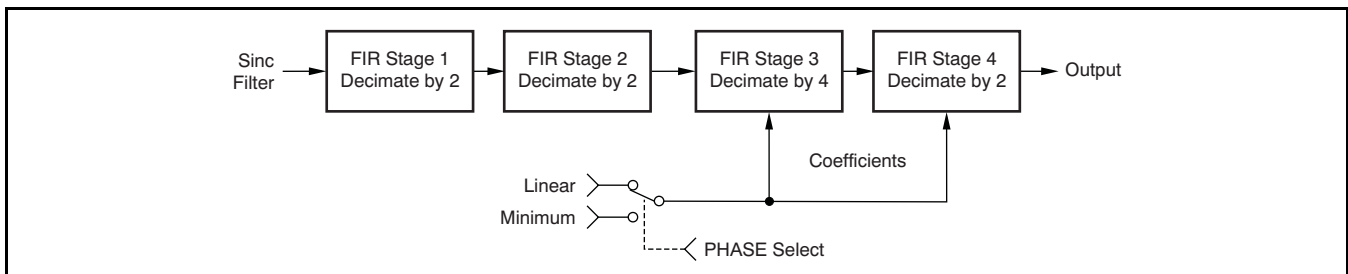 Sinc
Filter
FIR Stage 1
Decimate by 2
FIR Stage 2
Decimate by 2
FIR Stage 3
Decimate by 4
FIR Stage 4
Decimate by 2
Output
Coefficients
Linear
Minimum
PHASE Select